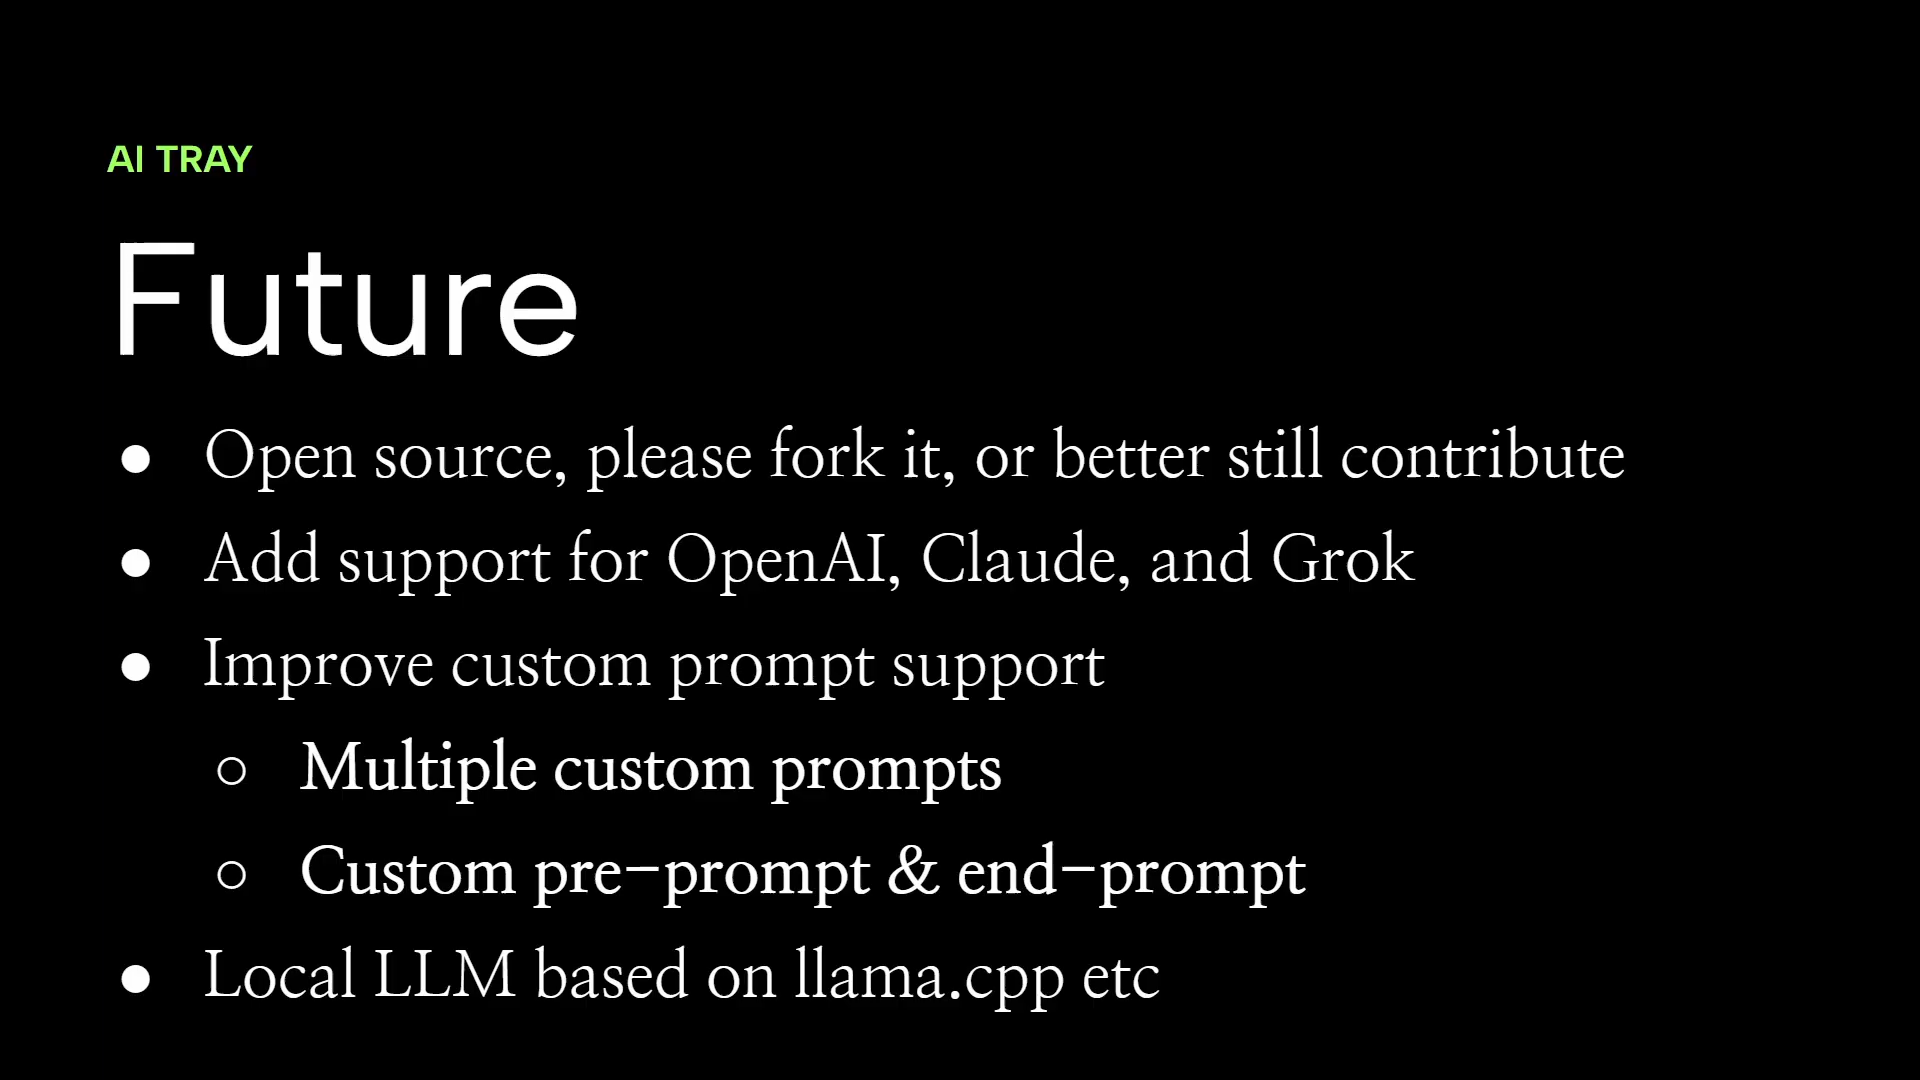 AI TRAY
Future
● Open source, please fork it, or better still contribute
● Add support for OpenAI, Claude, and Grok
● Improve custom prompt support
○ Multiple custom prompts
○ Custom pre-prompt & end-prompt
● Local LLM based on llama.cpp etc